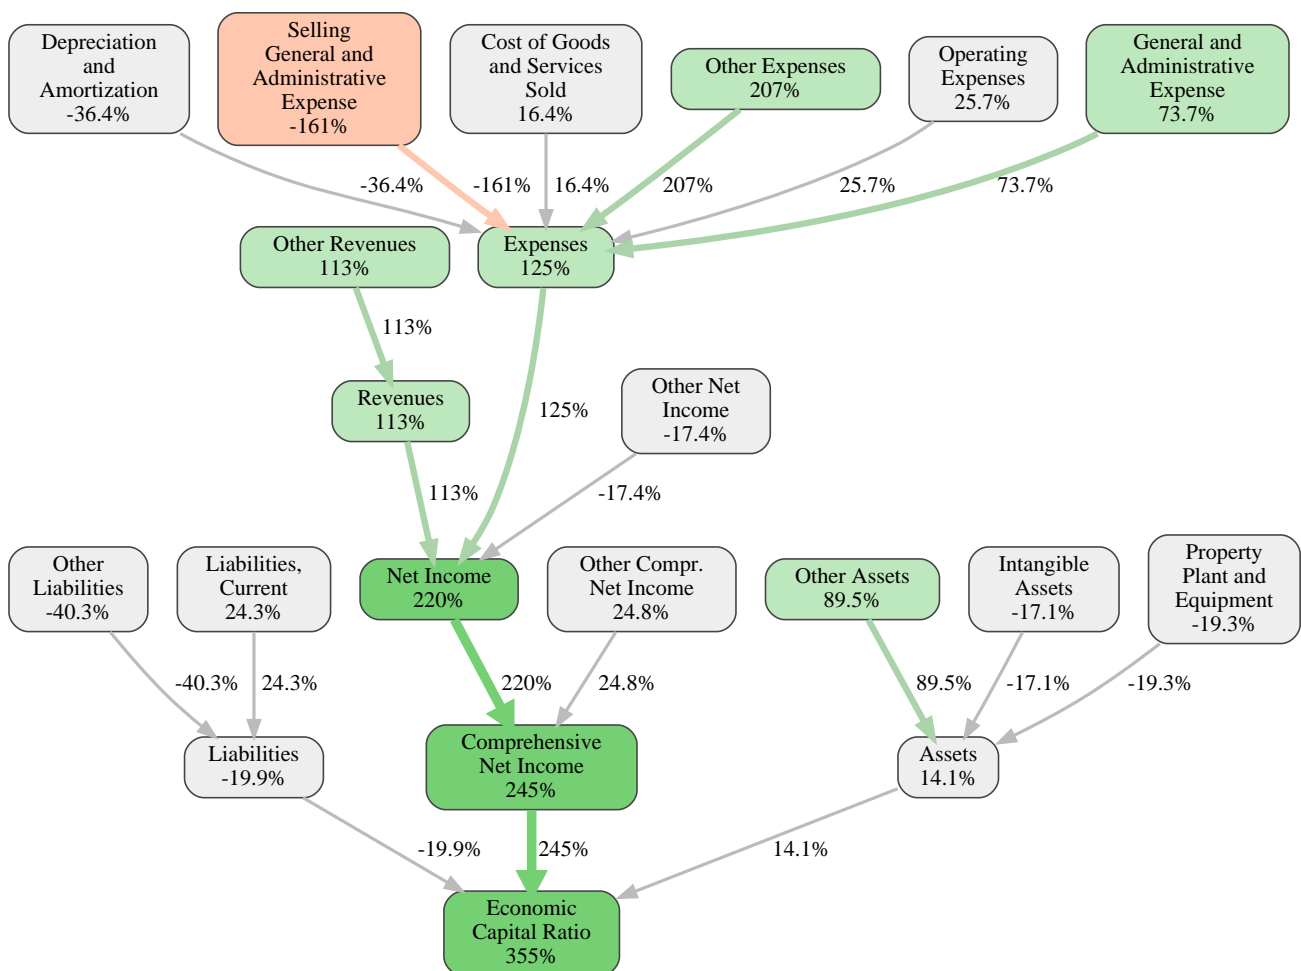 Depreciation
and
Amortization
-36.4%
Selling
General and
Administrative
Expense
-161%
Cost of Goods
and Services
Sold
16.4%
Other Expenses
207%
Operating
Expenses
25.7%
General and
Administrative
Expense
73.7%
-36.4%
-161%
16.4%
207%
25.7%
73.7%
Other Revenues
113%
Expenses
125%
113%
Revenues
113%
Other Net
Income
-17.4%
125%
113%
-17.4%
Other
Liabilities
-40.3%
Liabilities,
Current
24.3%
Net Income
220%
Other Compr.
Net Income
24.8%
Other Assets
89.5%
Intangible
Assets
-17.1%
Property
Plant and
Equipment
-19.3%
-40.3%
24.3%
220%
24.8%
89.5%
-17.1%
-19.3%
Liabilities
-19.9%
Comprehensive
Net Income
245%
Assets
14.1%
-19.9%
245%
14.1%
Economic
Capital Ratio
355%